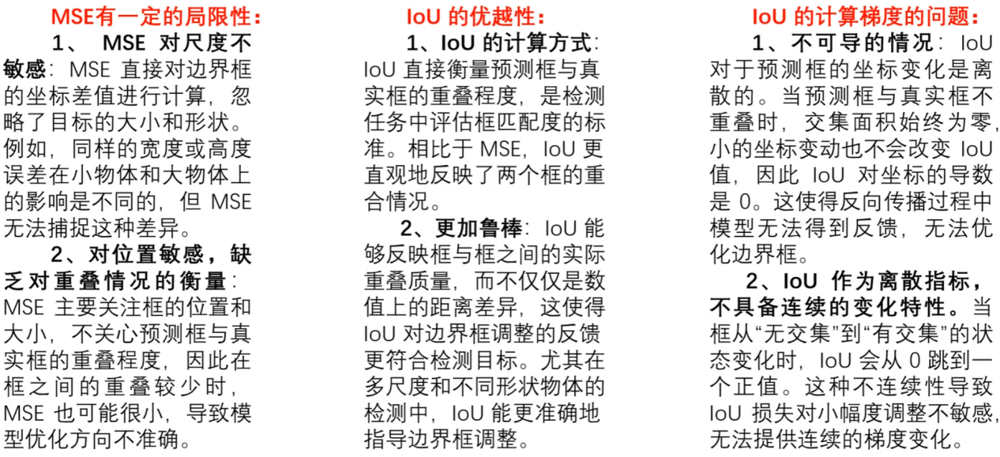 MSE有一定的局限性：
1、 MSE 对尺度不
敏感：MSE 直接对边界框
的坐标差值进行计算，忽
略了目标的大小和形状。
例如，同样的宽度或高度
误差在小物体和大物体上
的影响是不同的，但 MSE
无法捕捉这种差异。
2、对位置敏感，缺
乏对重叠情况的衡量：
MSE 主要关注框的位置和
大小，不关心预测框与真
实框的重叠程度，因此在
框之间的重叠较少时，
MSE 也可能很小，导致模
型优化方向不准确。
IoU 的优越性：
1、IoU 的计算方式：
IoU 直接衡量预测框与真
实框的重叠程度，是检测
任务中评估框匹配度的标
准。相比于 MSE，IoU 更
直观地反映了两个框的重
合情况。
2、更加鲁棒：IoU 能
够反映框与框之间的实际
重叠质量，而不仅仅是数
值上的距离差异，这使得
IoU 对边界框调整的反馈
更符合检测目标。尤其在
多尺度和不同形状物体的
检测中，IoU 能更准确地
指导边界框调整。
IoU 的计算梯度的问题：
1、不可导的情况：IoU
对于预测框的坐标变化是离
散的。当预测框与真实框不
重叠时，交集面积始终为零，
小的坐标变动也不会改变 IoU
值，因此 IoU 对坐标的导数
是 0。这使得反向传播过程中
模型无法得到反馈，无法优
化边界框。
2、IoU 作为离散指标，
不具备连续的变化特性。当
框从“无交集”到“有交集”的状
态变化时，IoU 会从 0 跳到一
个正值。这种不连续性导致
IoU 损失对小幅度调整不敏感，
无法提供连续的梯度变化。